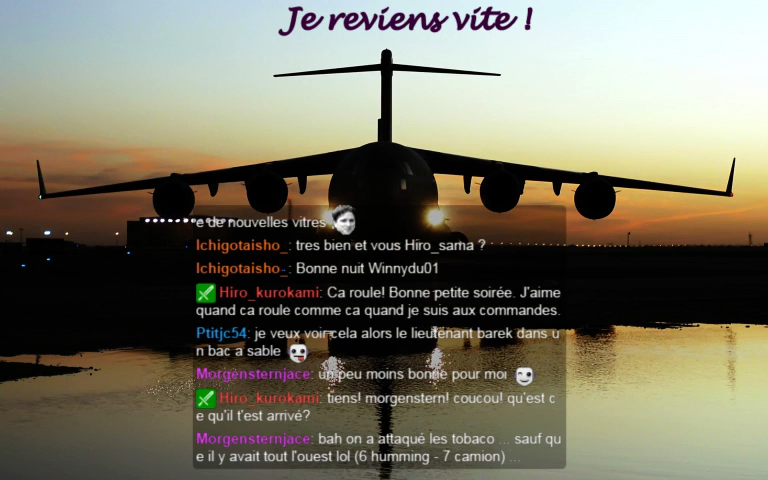 Je reviens vite !
e de nouvelles vitres
Ichigotaisho_: tres bien et vous Hiro_sama ?
Ichigotaisho_: Bonne nuit Winnydu01
Hiro_kurokami: Ca roule! Bonne petite soirée. J'aime
quand ca roule comme ca quand je suis aux commandes.
Ptitjc54: je veux voir cela alors le lieutenant barek dans u
n bac a sable
Morgensternjace: un peu moins bonne pour moi
Hiro_kurokami: tiens! morgenstern! coucou! qu'est c
e qu'il t'est arrivé?
Morgensternjace: bah on a attaqué les tobaco ... sauf qu
e il y avait tout l'ouest lol (6 humming - 7 camion) ...